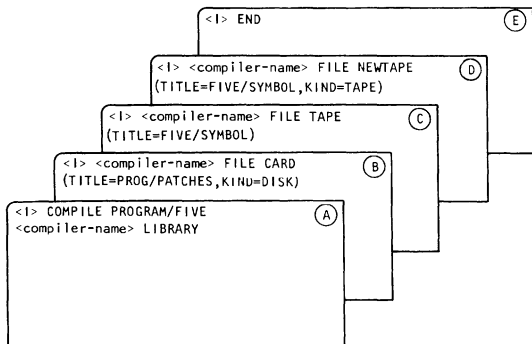 <I> END
E
<I> <compiler-name> FILE NEWTAPE
D
(TITLE=FIVE/SYMBOL,KIND=TAPE)
<I> <compiler-name> FILE TAPE
C
(TITLE=FIVE/SYMBOL)
<I> <compiler-name> FILE CARD
B
(TITLE=PROG/PATCHES,KIND=DISK)
<I> COMPILE PROGRAM/FIVE
A
<compiler-name> LIBRARY